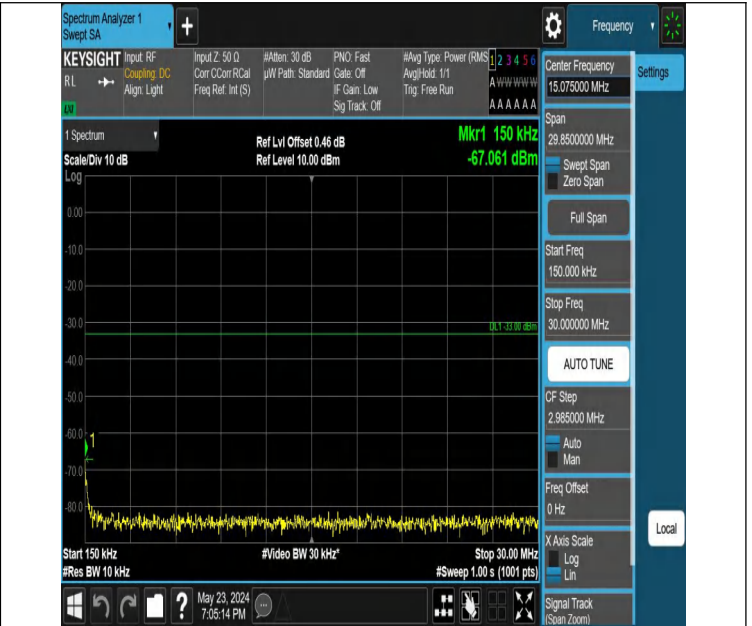 Spectrum Analyzer 1
Swept SA
+
Frequency
KEYSIGHT
RL
LXI
Input: RF
Coupling: DC
Align: Light
Input Z: 50 Ω
Corr CCorr RCal
Freq Ref: Int (S)
#Atten: 30 dB
µW Path: Standard
PNO: Fast
Gate: Off
IF Gain: Low
Sig Track: Off
#Avg Type: Power (RMS
Avg|Hold: 1/1
Trig: Free Run
1 2 3 4 5 6
A W W W W W
A A A A A A
1 Spectrum
Scale/Div 10 dB
Log
Ref Lvl Offset 0.46 dB
Ref Level 10.00 dBm
Mkr1 150 kHz
-67.061 dBm
0.00
-10.0
-20.0
-30.0
-40.0
-50.0
-60.0
-70.0
-80.0
DL1 -33.00 dBm
1
Start 150 kHz
#Res BW 10 kHz
#Video BW 30 kHz*
Stop 30.00 MHz
#Sweep 1.00 s (1001 pts)
Center Frequency
15.075000 MHz
Settings
Span
29.8500000 MHz
Swept Span
Zero Span
Full Span
Start Freq
150.000 kHz
Stop Freq
30.000000 MHz
AUTO TUNE
CF Step
2.985000 MHz
Auto
Man
Freq Offset
0 Hz
X Axis Scale
Log
Lin
Local
Signal Track
(Span Zoom)
?
May 23, 2024
7:05:14 PM